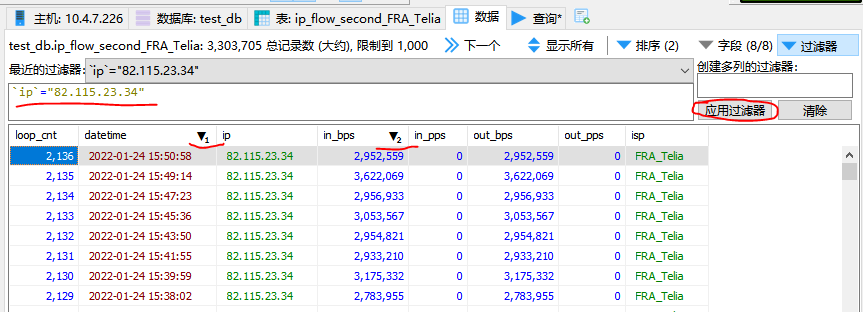 主机: 10.4.7.226 数据库: test_db 表: ip_flow_second_FRA_Telia 数据 查询*
test_db.ip_flow_second_FRA_Telia: 3,303,705 总记录数 (大约), 限制到 1,000 下一个 显示所有 排序 (2) 字段 (8/8) 过滤器
最近的过滤器: `ip`="82.115.23.34" 创建多列的过滤器:
`ip`="82.115.23.34"
应用过滤器 清除
loop_cnt datetime 1 ip in_bps 2 in_pps out_bps out_pps isp
2,136 2022-01-24 15:50:58 82.115.23.34 2,952,559 0 2,952,559 0 FRA_Telia
2,135 2022-01-24 15:49:14 82.115.23.34 3,622,069 0 3,622,069 0 FRA_Telia
2,134 2022-01-24 15:47:23 82.115.23.34 2,956,933 0 2,956,933 0 FRA_Telia
2,133 2022-01-24 15:45:36 82.115.23.34 3,053,567 0 3,053,567 0 FRA_Telia
2,132 2022-01-24 15:43:50 82.115.23.34 2,954,821 0 2,954,821 0 FRA_Telia
2,131 2022-01-24 15:41:55 82.115.23.34 2,933,210 0 2,933,210 0 FRA_Telia
2,130 2022-01-24 15:39:59 82.115.23.34 3,175,332 0 3,175,332 0 FRA_Telia
2,129 2022-01-24 15:38:02 82.115.23.34 2,783,955 0 2,783,955 0 FRA_Telia